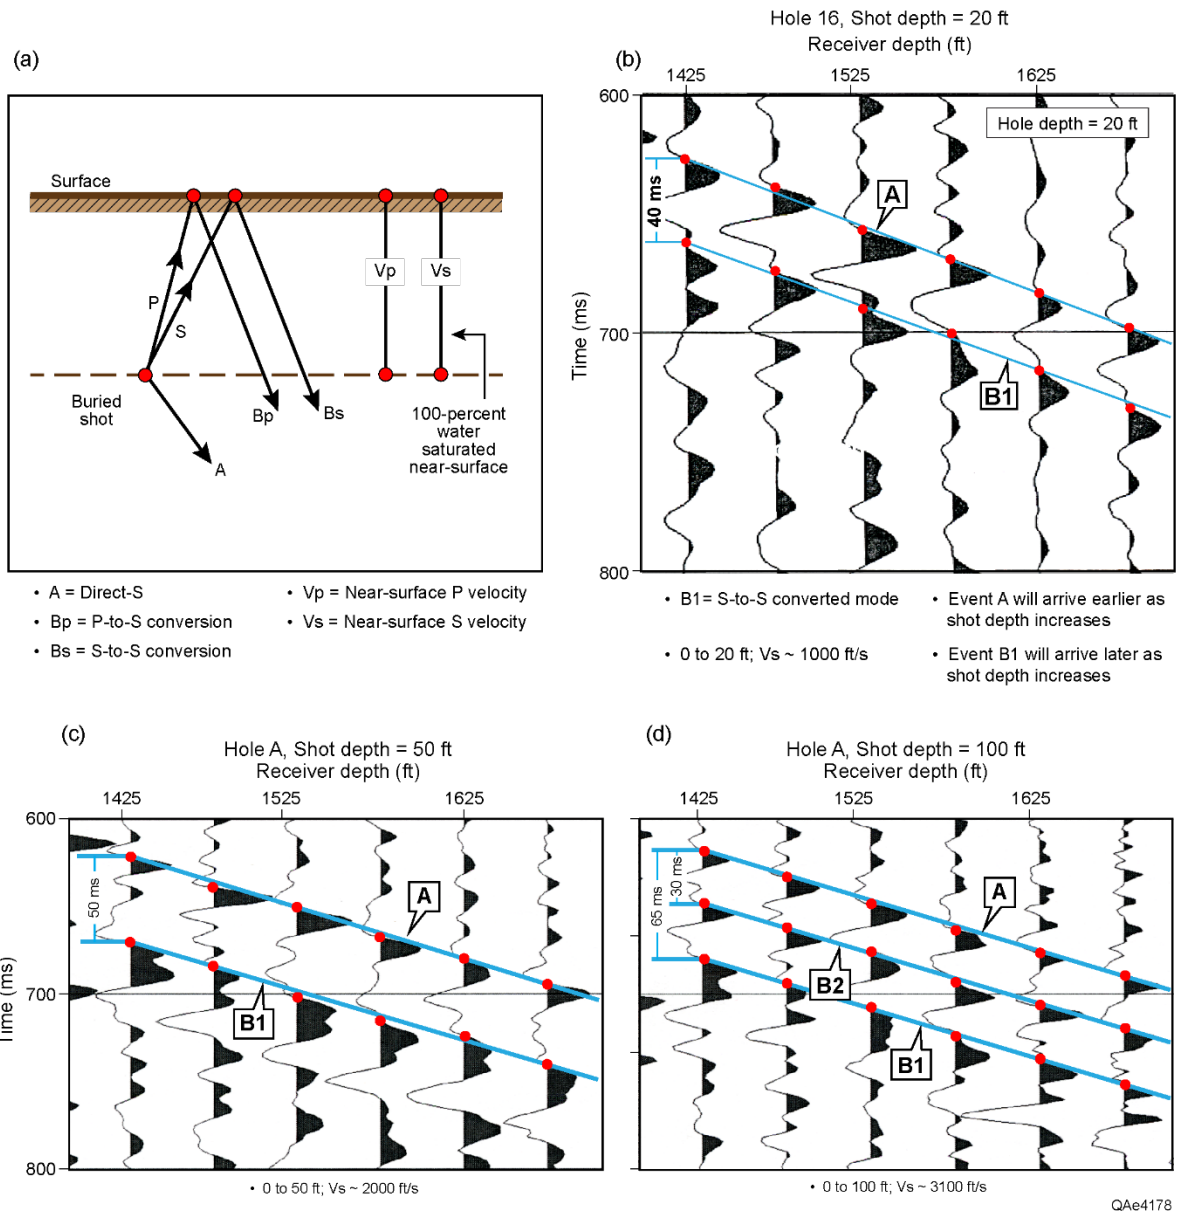 (a)
Surface
P
S
Vp
Vs
Buried
shot
A
Bp
Bs
100-percent
water
saturated
near-surface
• A = Direct-S
• Bp = P-to-S conversion
• Bs = S-to-S conversion
• Vp = Near-surface P velocity
• Vs = Near-surface S velocity
Hole 16, Shot depth = 20 ft
Receiver depth (ft)
(b)
1425 1525 1625
600
Hole depth = 20 ft
40 ms
A
Time (ms)
700
B1
800
• B1= S-to-S converted mode
• 0 to 20 ft; Vs ~ 1000 ft/s
• Event A will arrive earlier as
shot depth increases
• Event B1 will arrive later as
shot depth increases
(c)
Hole A, Shot depth = 50 ft
Receiver depth (ft)
1425 1525 1625
600
50 ms
A
Time (ms)
700
B1
800
• 0 to 50 ft; Vs ~ 2000 ft/s
(d)
Hole A, Shot depth = 100 ft
Receiver depth (ft)
1425 1525 1625
65 ms
30 ms
A
B2
B1
• 0 to 100 ft; Vs ~ 3100 ft/s
QAe4178